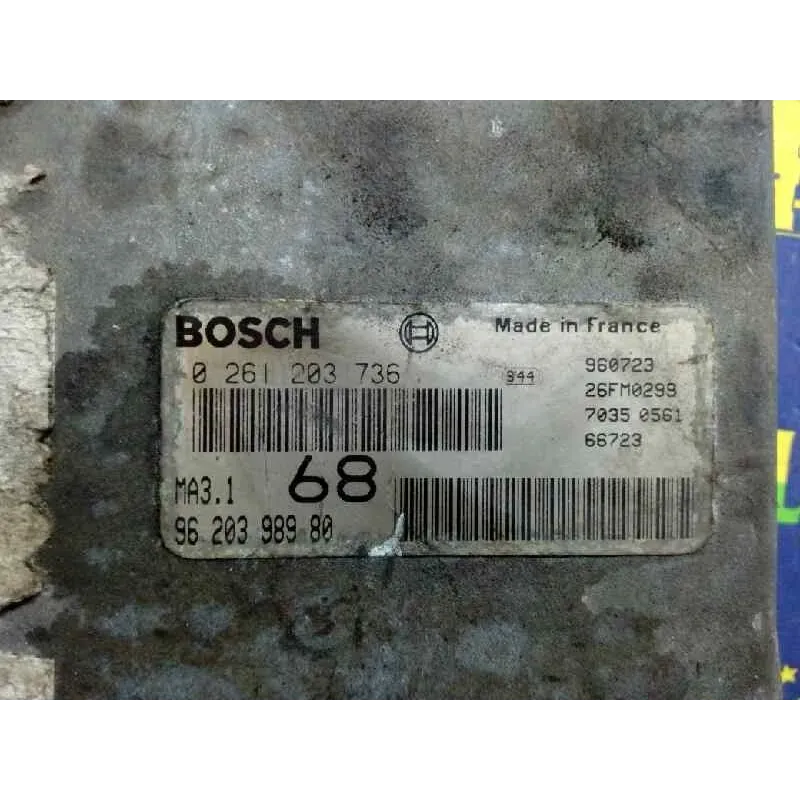 BOSCH
Made in France
0 261 203 736
944
960723
26FM0299
7035 0561
66723
MA3.1
68
96 203 989 80